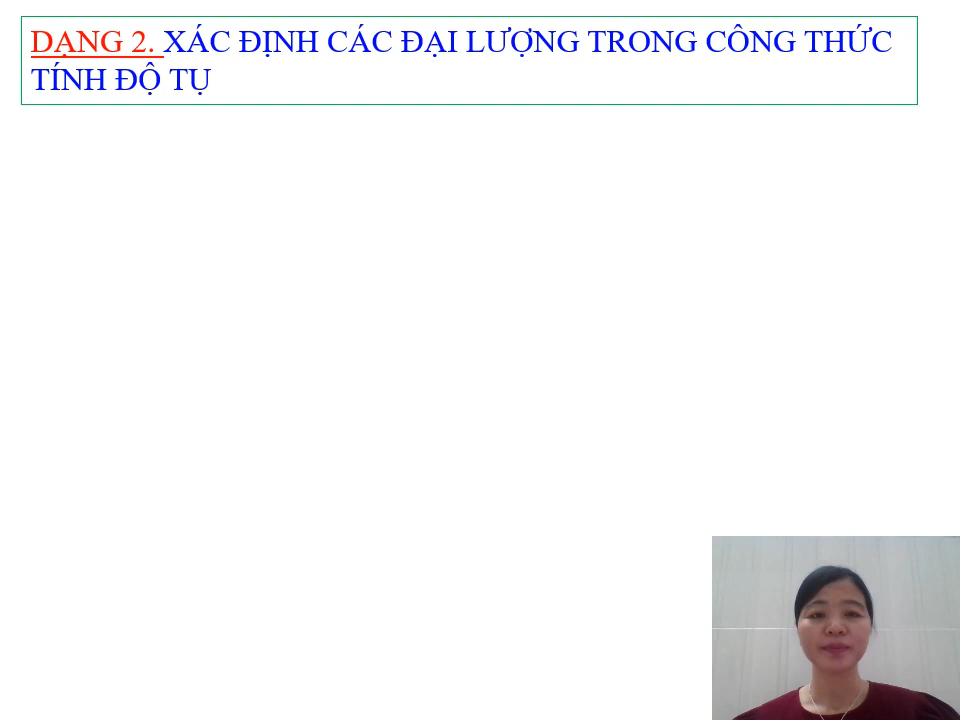 DẠNG 2. XÁC ĐỊNH CÁC ĐẠI LƯỢNG TRONG CÔNG THỨC
TÍNH ĐỘ TỤ